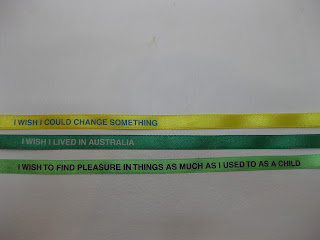 I WISH I COULD CHANGE SOMETHING
I WISH I LIVED IN AUSTRALIA
I WISH TO FIND PLEASURE IN THINGS AS MUCH AS I USED TO AS A CHILD